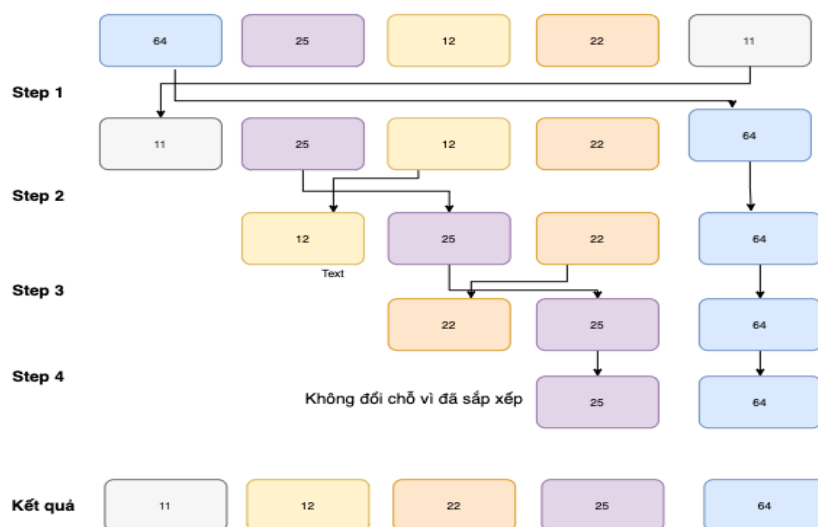 64 25 12 22 11
Step 1
11 25 12 22 64
Step 2
12 25 22 64
Text
Step 3
22 25 64
Step 4
Không đổi chỗ vì đã sắp xếp 25 64
Kết quả 11 12 22 25 64